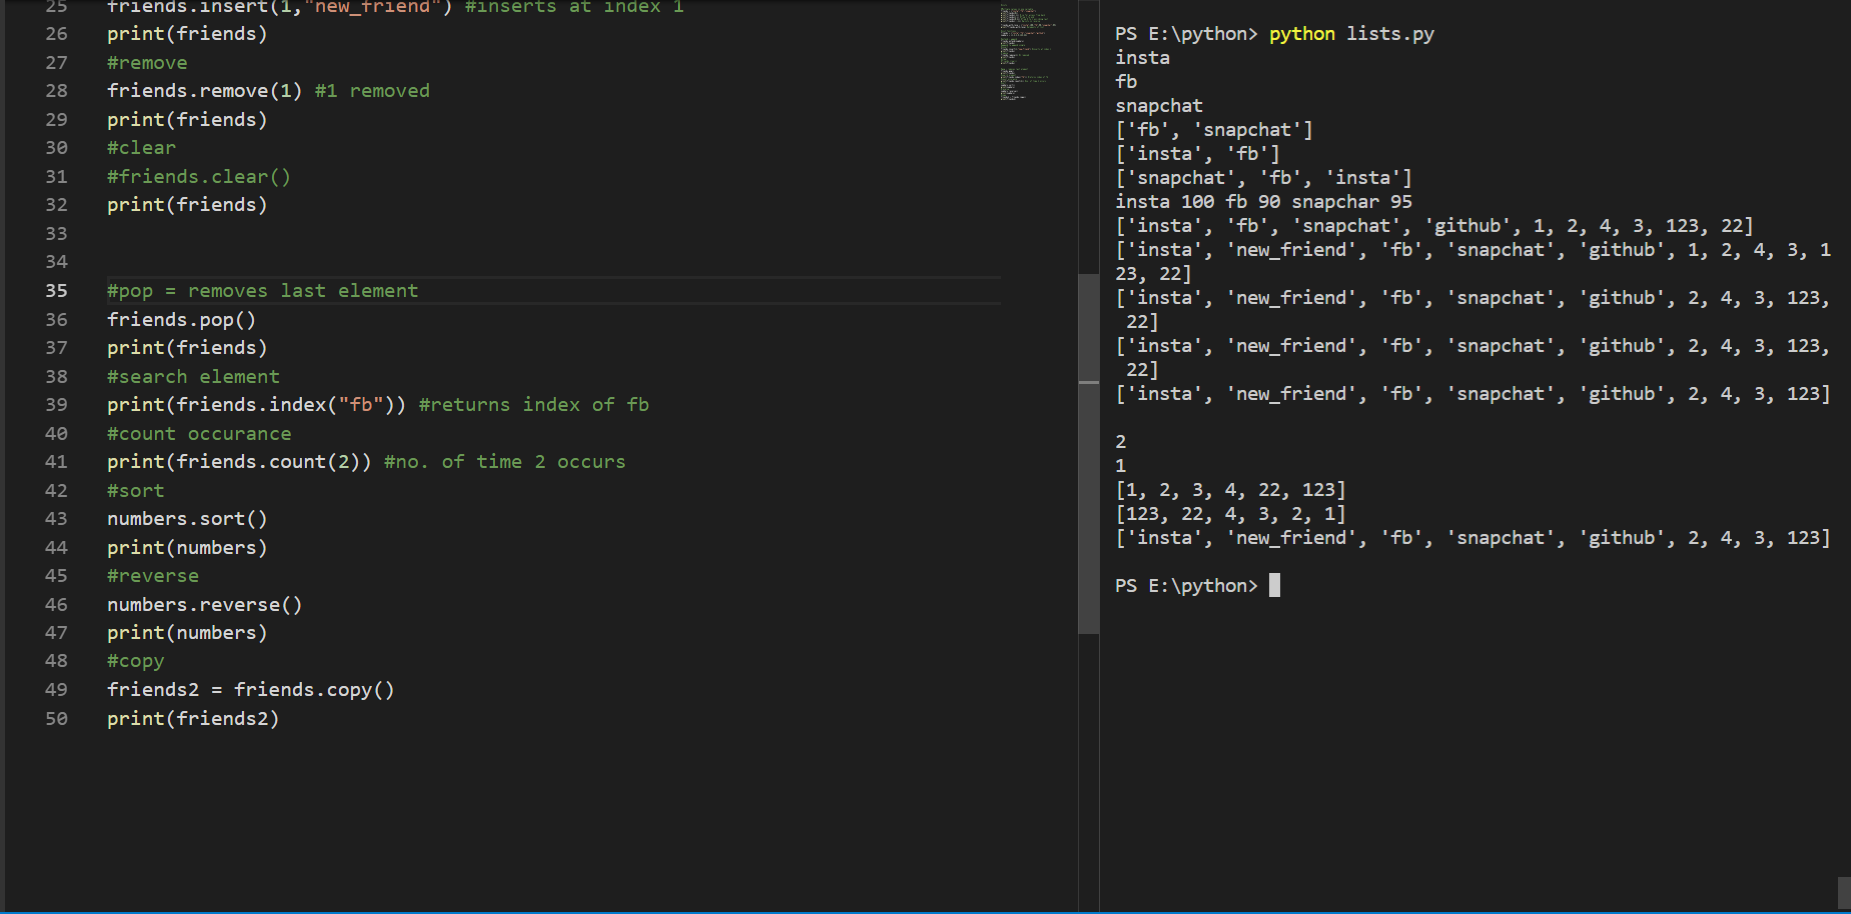 25 friends.insert(1,"new_friend") #inserts at index 1
26 print(friends)
27 #remove
28 friends.remove(1) #1 removed
29 print(friends)
30 #clear
31 #friends.clear()
32 print(friends)
33
34
35 #pop = removes last element
36 friends.pop()
37 print(friends)
38 #search element
39 print(friends.index("fb")) #returns index of fb
40 #count occurance
41 print(friends.count(2)) #no. of time 2 occurs
42 #sort
43 numbers.sort()
44 print(numbers)
45 #reverse
46 numbers.reverse()
47 print(numbers)
48 #copy
49 friends2 = friends.copy()
50 print(friends2)
PS E:\python> python lists.py
insta
fb
snapchat
['fb', 'snapchat']
['insta', 'fb']
['snapchat', 'fb', 'insta']
insta 100 fb 90 snapchar 95
['insta', 'fb', 'snapchat', 'github', 1, 2, 4, 3, 123, 22]
['insta', 'new_friend', 'fb', 'snapchat', 'github', 1, 2, 4, 3, 1
23, 22]
['insta', 'new_friend', 'fb', 'snapchat', 'github', 2, 4, 3, 123,
22]
['insta', 'new_friend', 'fb', 'snapchat', 'github', 2, 4, 3, 123,
22]
['insta', 'new_friend', 'fb', 'snapchat', 'github', 2, 4, 3, 123]
2
1
[1, 2, 3, 4, 22, 123]
[123, 22, 4, 3, 2, 1]
['insta', 'new_friend', 'fb', 'snapchat', 'github', 2, 4, 3, 123]
PS E:\python>